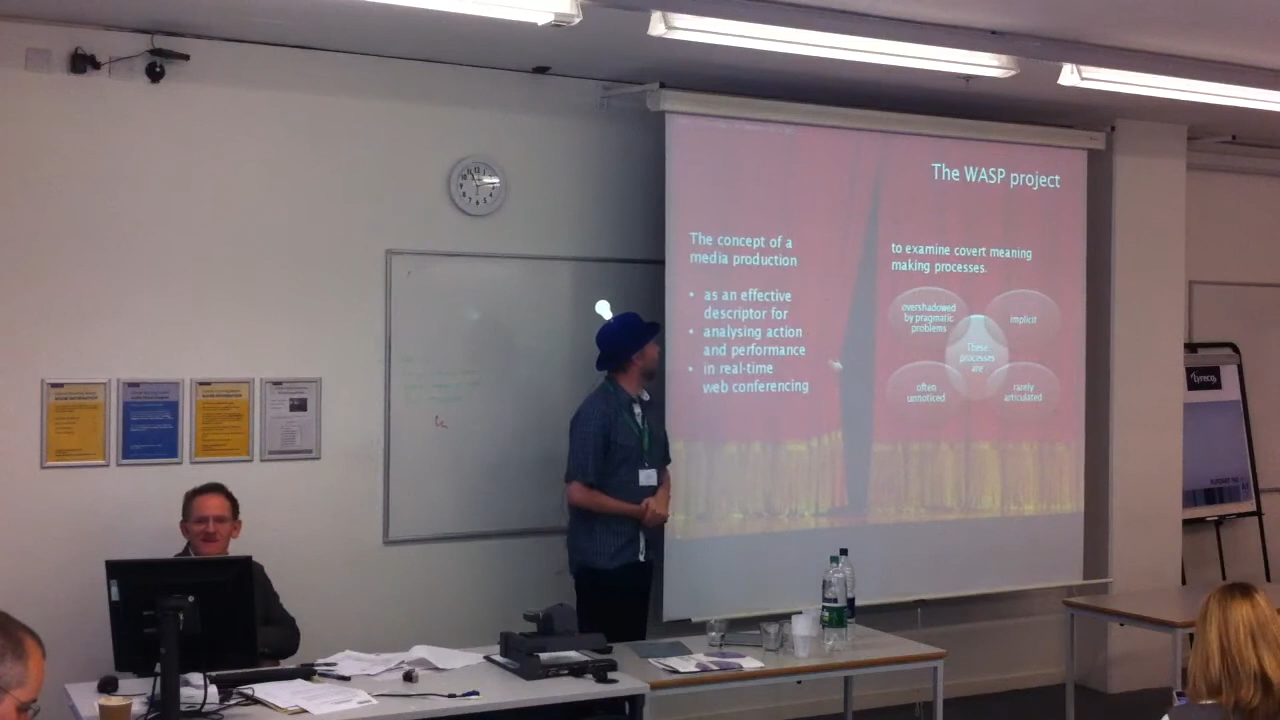 The WASP project
The concept of a
media production
• as an effective
descriptor for
• analysing action
and performance
• in real-time
web conferencing
to examine covert meaning
making processes.
overshadowed
by pragmatic
problems
implicit
These
processes
are
often
unnoticed
rarely
articulated